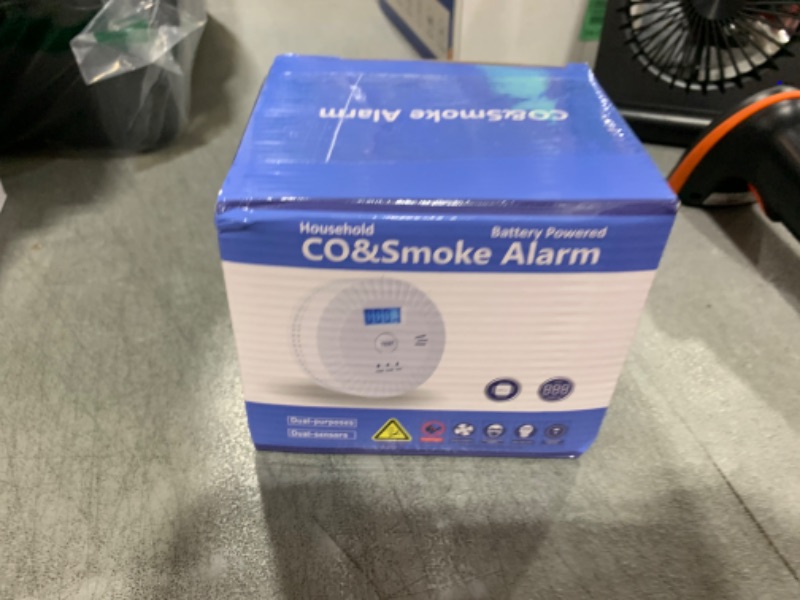 CO&Smoke Alarm
Household
Battery Powered
CO&Smoke Alarm
Dual-purposes
Dual-sensors